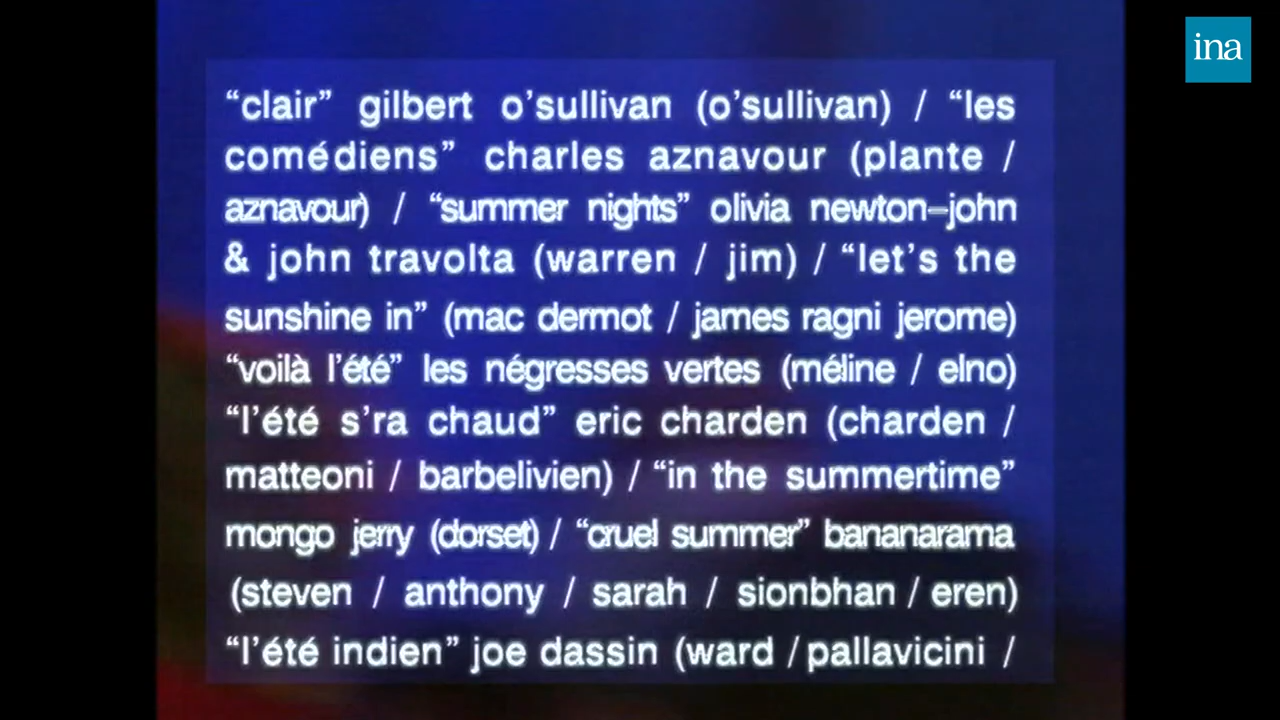 ina
“clair” gilbert o’sullivan (o’sullivan) / “les
comédiens” charles aznavour (plante /
aznavour) / “summer nights” olivia newton–john
& john travolta (warren / jim) / “let’s the
sunshine in” (mac dermot / james ragni jerome)
“voilà l’été” les négresses vertes (méline / elno)
“l’été s’ra chaud” eric charden (charden /
matteoni / barbelivien) / “in the summertime”
mongo jerry (dorset) / “cruel summer” bananarama
(steven / anthony / sarah / sionbhan / eren)
“l’été indien” joe dassin (ward / pallavicini /